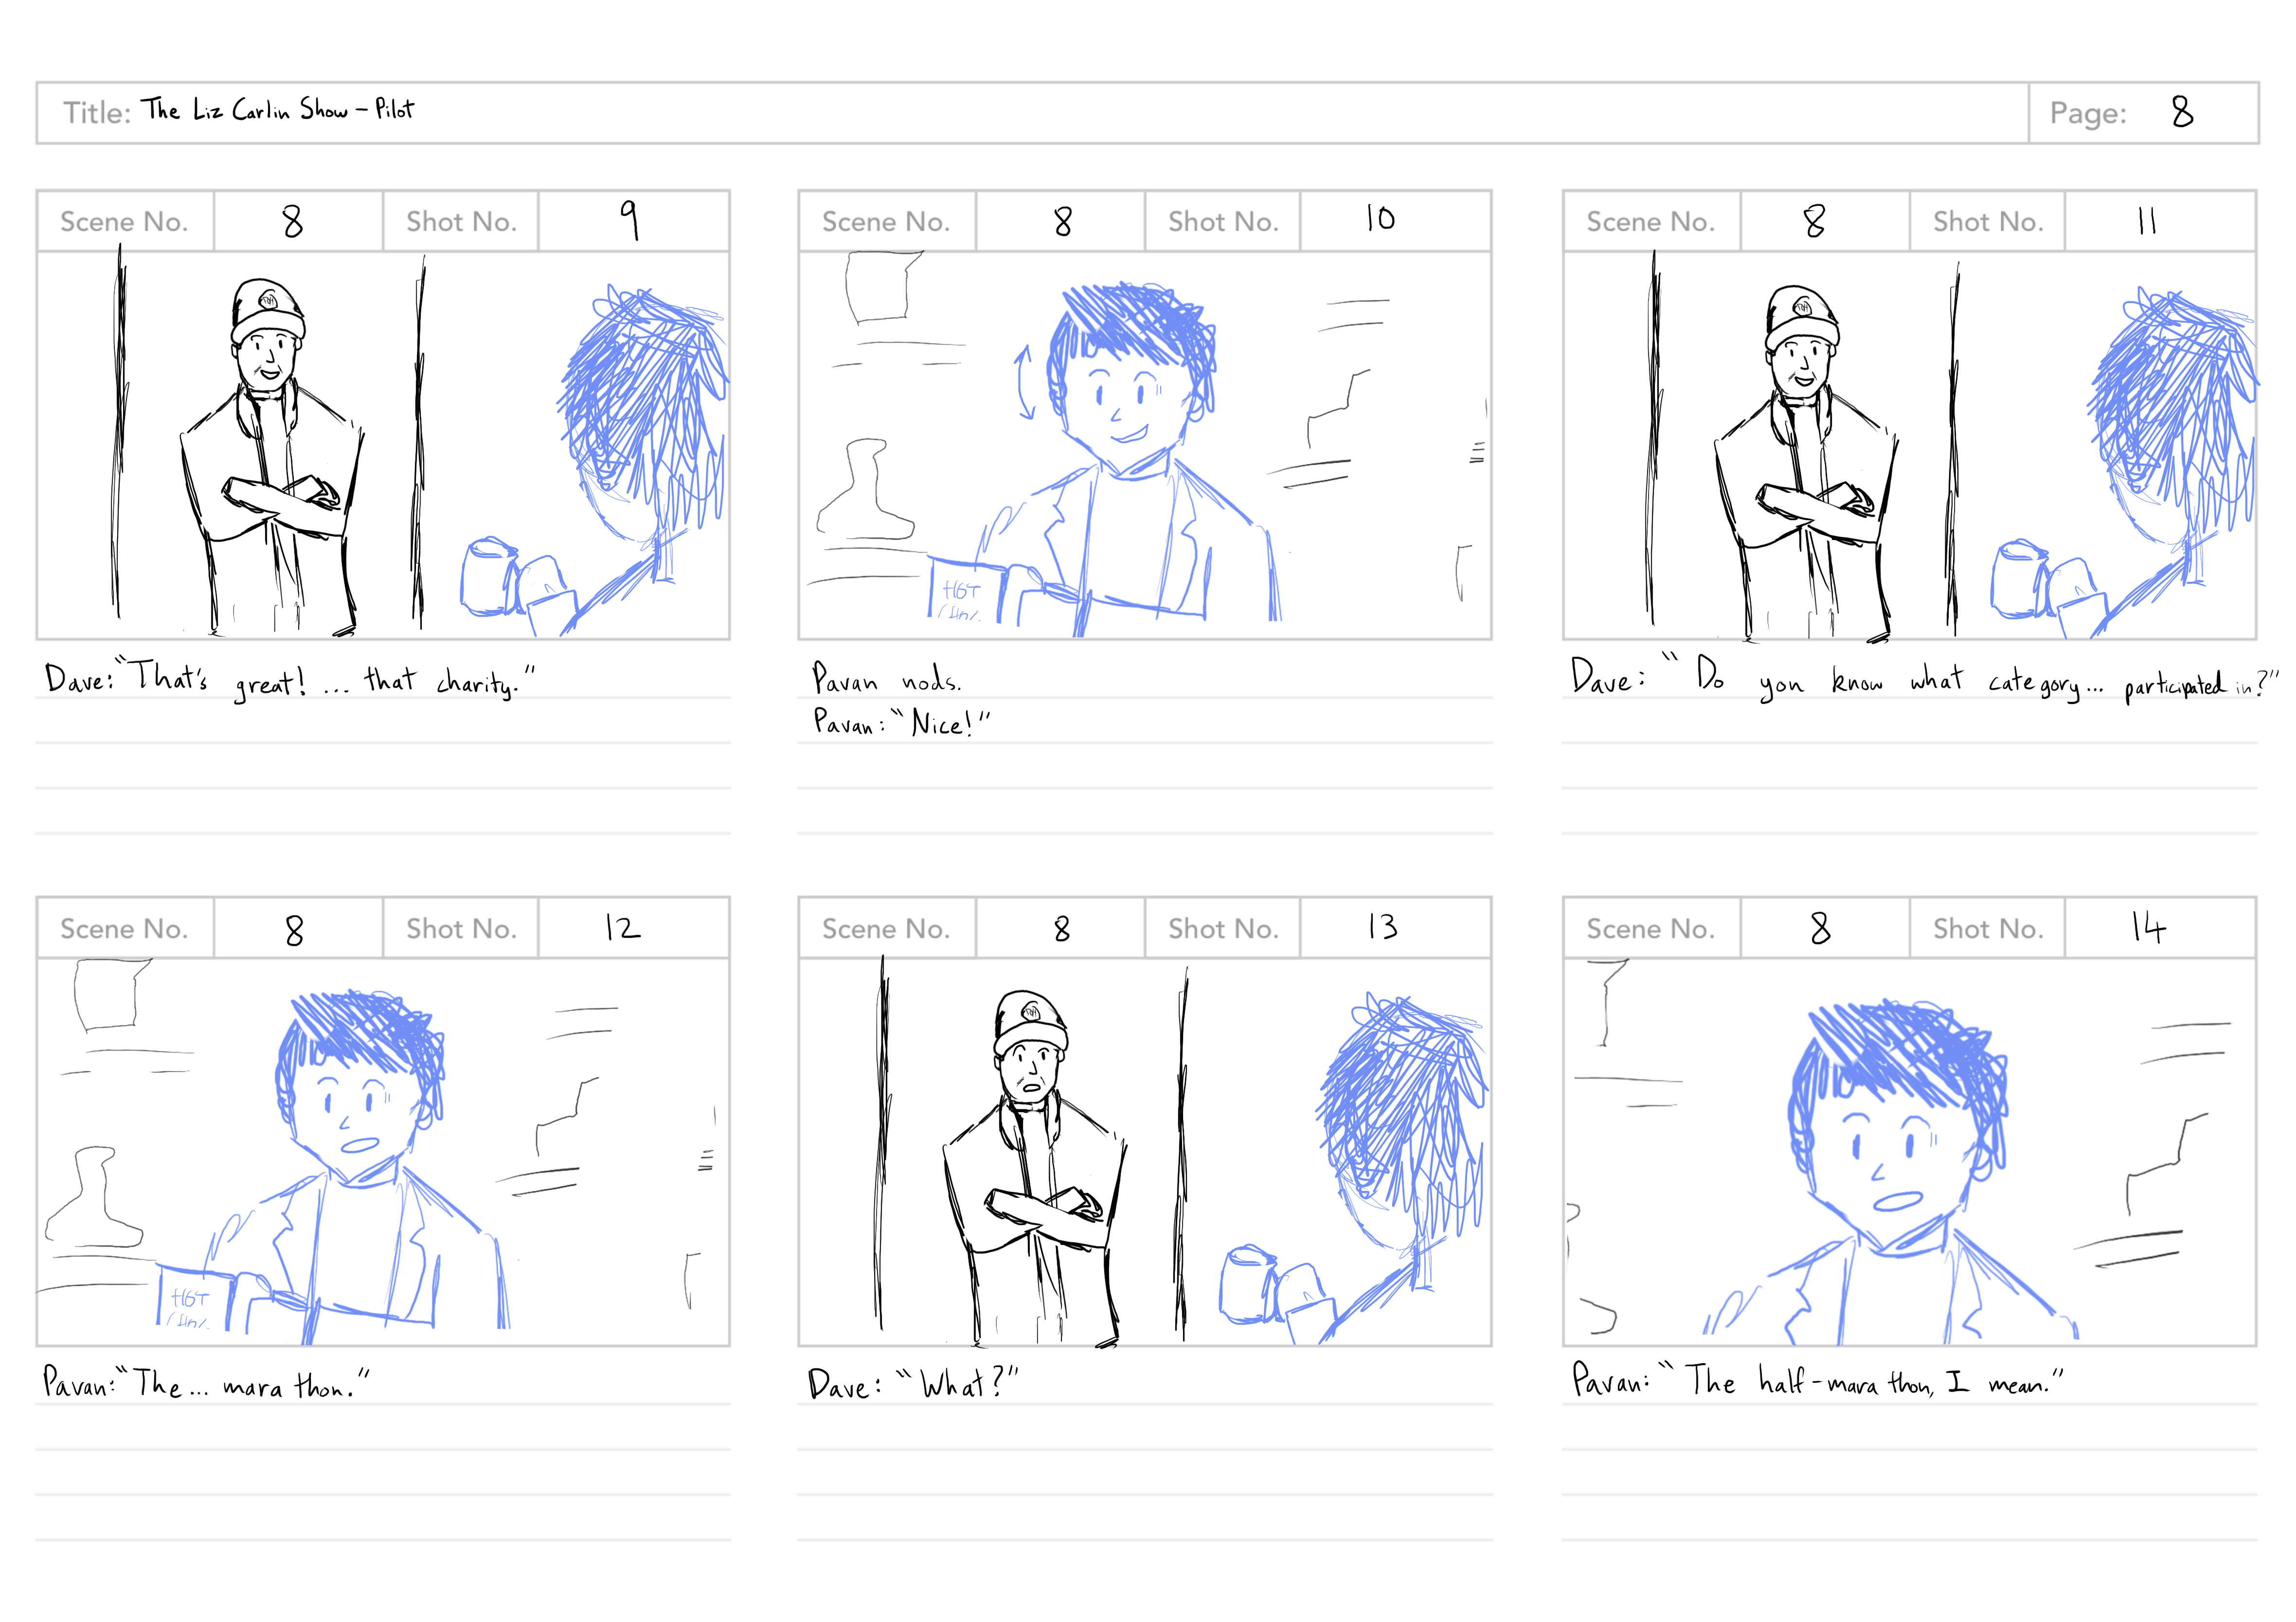 Title: The Liz Carlin Show - Pilot
Page: 8
Scene No. 8 Shot No. 9
Scene No. 8 Shot No. 10
Scene No. 8 Shot No. 11
HOT
Dave: "That's great! ... that charity."
Pavan nods.
Pavan: "Nice!"
Dave: "Do you know what category... participated in?"
Scene No. 8 Shot No. 12
Scene No. 8 Shot No. 13
Scene No. 8 Shot No. 14
HOT
Pavan: "The... marathon."
Dave: "What?"
Pavan: "The half-marathon, I mean."